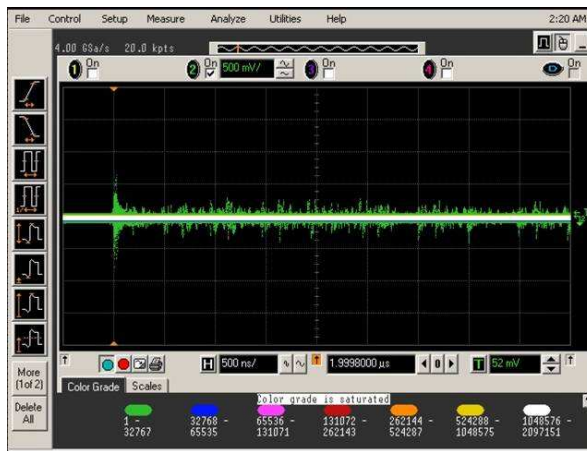 File Control Setup Measure Analyze Utilities Help 2:20 AM
4.00 GSa/s 20.0 kpts
1 On 2 On 500 mV/ 3 On 4 On On
H 500 ns/ 1.9998000 µs 0 T 52 mV
More
(1of 2)
Delete
All
Color Grade Scales
Color grade is saturated
1 -
32767
32768 -
65535
65536 -
131071
131072 -
262143
262144 -
524287
524288 -
1048575
1048576 -
2097151